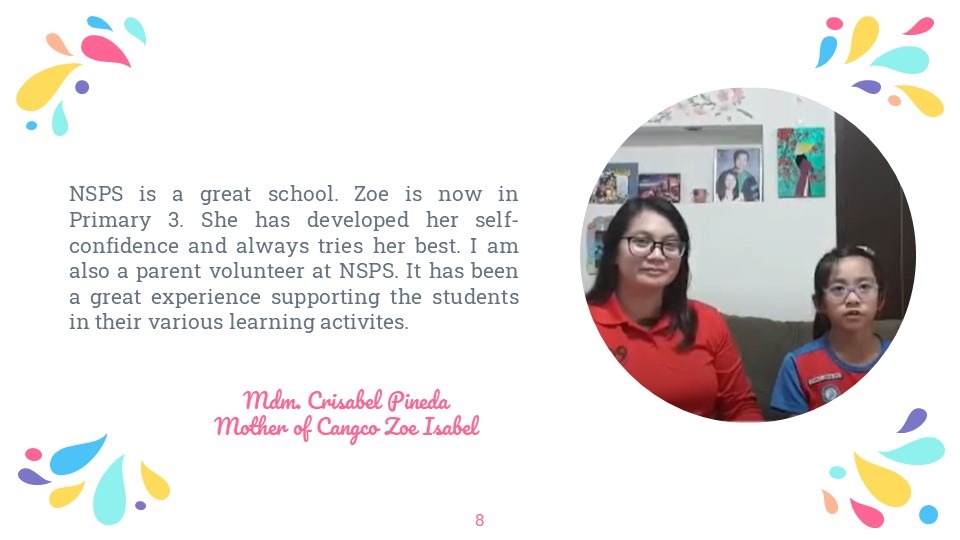 NSPS is a great school. Zoe is now in
Primary 3. She has developed her self-
confidence and always tries her best. I am
also a parent volunteer at NSPS. It has been
a great experience supporting the students
in their various learning activites.
Mdm. Crisabel Pineda
Mother of Cangco Zoe Isabel
8